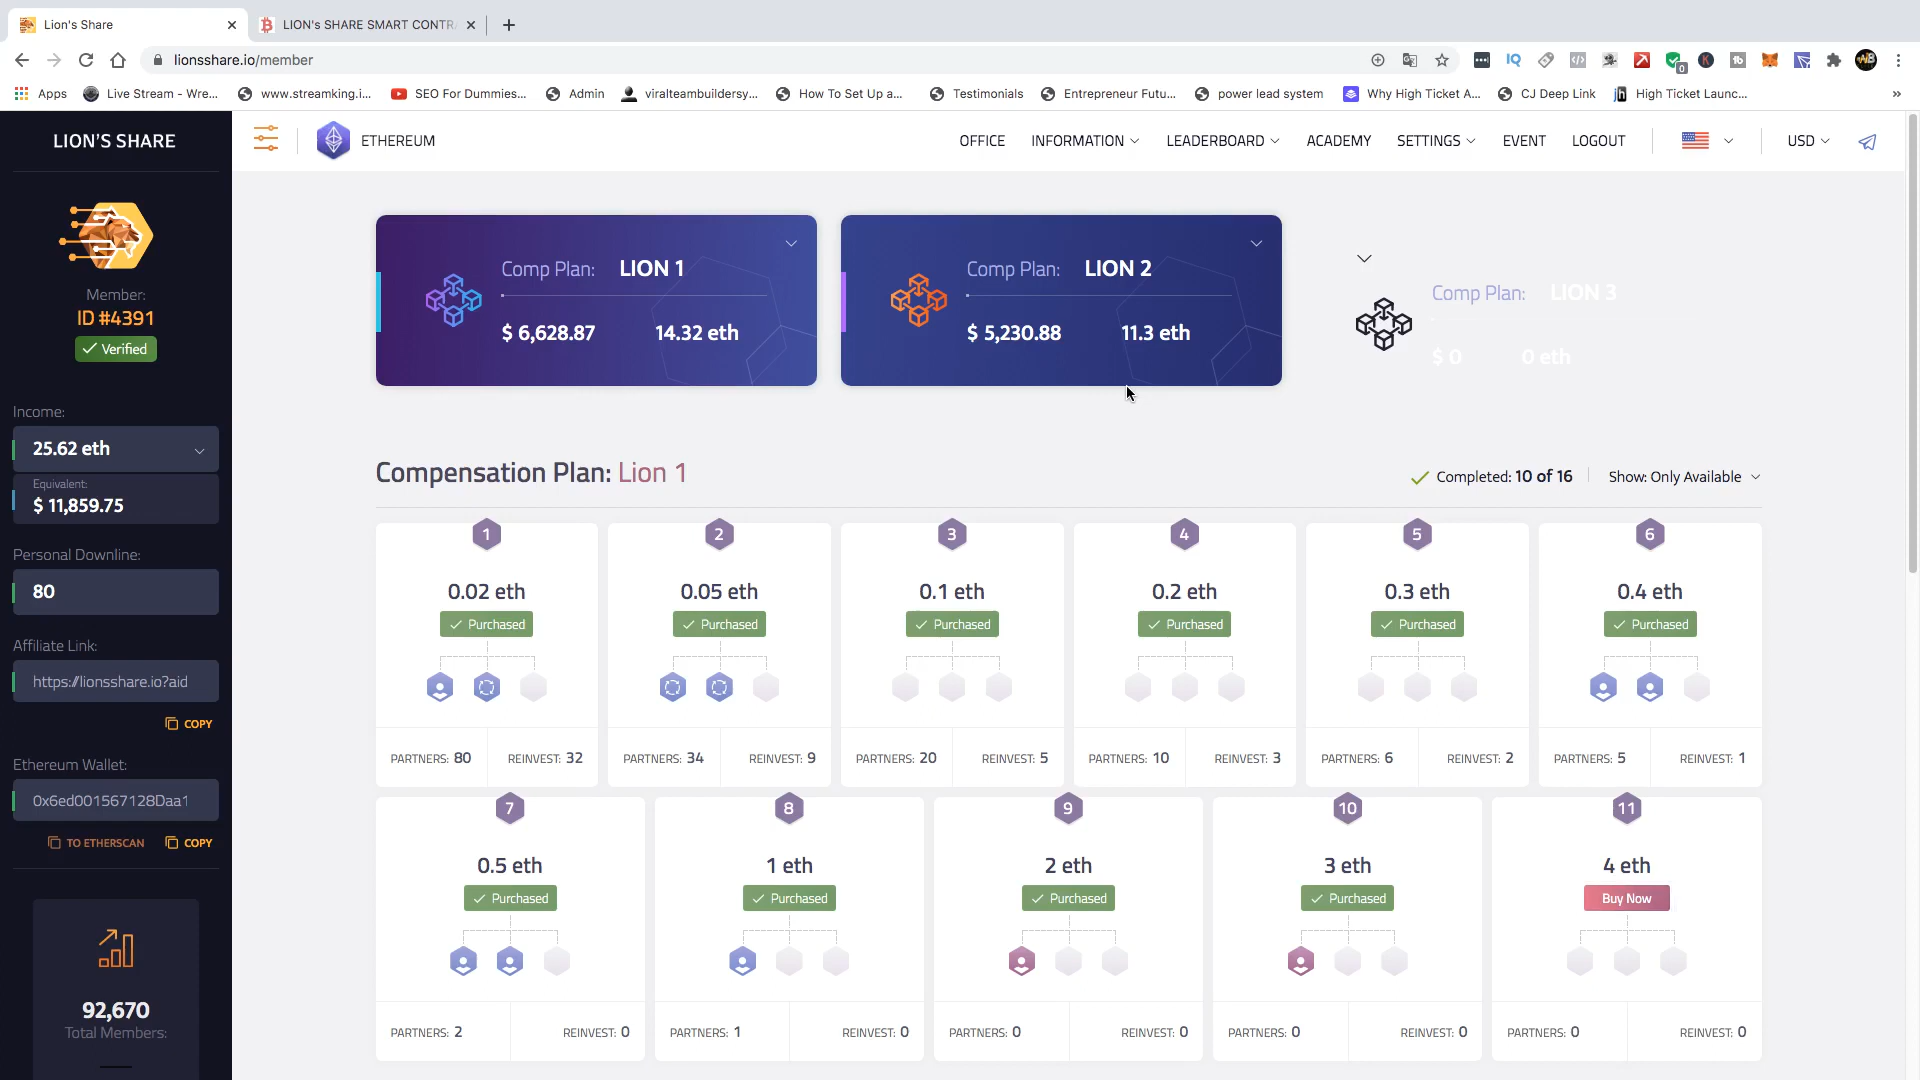 Lion's Share
LION's SHARE SMART CONTR
lionsshare.io/member
Apps
Live Stream - Wre...
www.streamking.i...
SEO For Dummies...
Admin
viralteambuildersy...
How To Set Up a...
Testimonials
Entrepreneur Futu...
power lead system
Why High Ticket A...
CJ Deep Link
High Ticket Launc...
»
LION'S SHARE
ETHEREUM
OFFICE
INFORMATION
LEADERBOARD
ACADEMY
SETTINGS
EVENT
LOGOUT
USD
Member:
ID #4391
Verified
Income:
25.62 eth
Equivalent:
$ 11,859.75
Personal Downline:
80
Affiliate Link:
https://lionsshare.io?aid
COPY
Ethereum Wallet:
0x6ed001567128Daa1
TO ETHERSCAN
COPY
92,670
Total Members:
Comp Plan: LION 1
$ 6,628.87 14.32 eth
Comp Plan: LION 2
$ 5,230.88 11.3 eth
Comp Plan: LION 3
$ 0 0 eth
Compensation Plan: Lion 1
Completed: 10 of 16
Show: Only Available
1
0.02 eth
Purchased
PARTNERS: 80 REINVEST: 32
2
0.05 eth
Purchased
PARTNERS: 34 REINVEST: 9
3
0.1 eth
Purchased
PARTNERS: 20 REINVEST: 5
4
0.2 eth
Purchased
PARTNERS: 10 REINVEST: 3
5
0.3 eth
Purchased
PARTNERS: 6 REINVEST: 2
6
0.4 eth
Purchased
PARTNERS: 5 REINVEST: 1
7
0.5 eth
Purchased
PARTNERS: 2 REINVEST: 0
8
1 eth
Purchased
PARTNERS: 1 REINVEST: 0
9
2 eth
Purchased
PARTNERS: 0 REINVEST: 0
10
3 eth
Purchased
PARTNERS: 0 REINVEST: 0
11
4 eth
Buy Now
PARTNERS: 0 REINVEST: 0